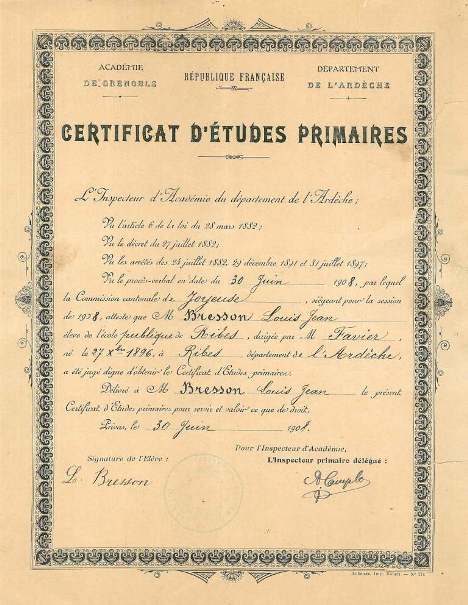 ACADÉMIE
DE GRENOBLE
RÉPUBLIQUE FRANÇAISE
DÉPARTEMENT
DE L'ARDÈCHE
CERTIFICAT D'ÉTUDES PRIMAIRES
L'Inspecteur d'Académie du département de l'Ardèche;
Vu l'article 6 de la loi du 28 mars 1882;
Vu le décret du 27 juillet 1882;
Vu les arrêtés des 24 juillet 1882, 29 décembre 1891 et 31 juillet 1897;
Vu le procès-verbal en date du 30 Juin 1908, par lequel
la Commission cantonale de Joyeuse, siégeant pour la session
de 1908, atteste que M Bresson Louis Jean
élève de l'école publique de Ribes, dirigée par M Favier,
né le 27 Xbre 1896, à Ribes, département de l'Ardèche,
a été jugé digne d'obtenir le Certificat d'Etudes primaires.
Délivré à M Bresson Louis Jean le présent
Certificat d'Etudes primaires pour servir et valoir ce que de droit.
Privas, le 30 Juin 1908.
Pour l'Inspecteur d'Académie,
Signature de l'Elève :
L'Inspecteur primaire délégué :
Bresson